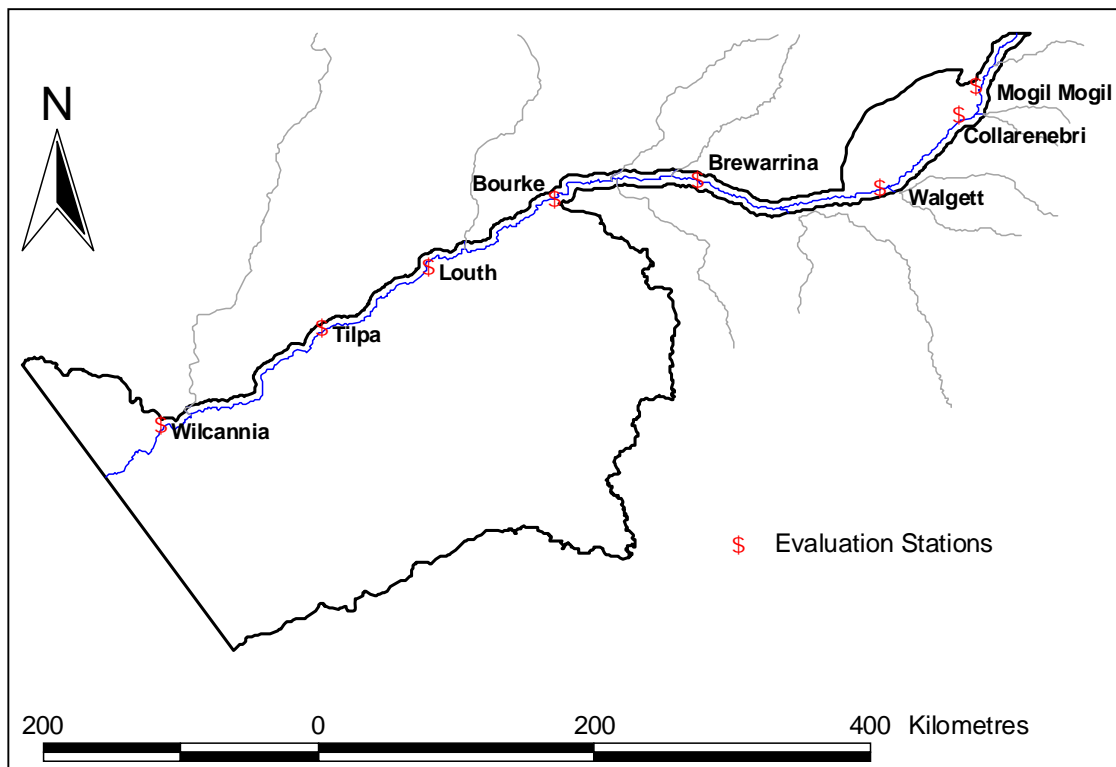 N
Mogil Mogil
Collarenebri
Brewarrina
Bourke
Walgett
Louth
Tilpa
Wilcannia
$ Evaluation Stations
200 0 200 400 Kilometres